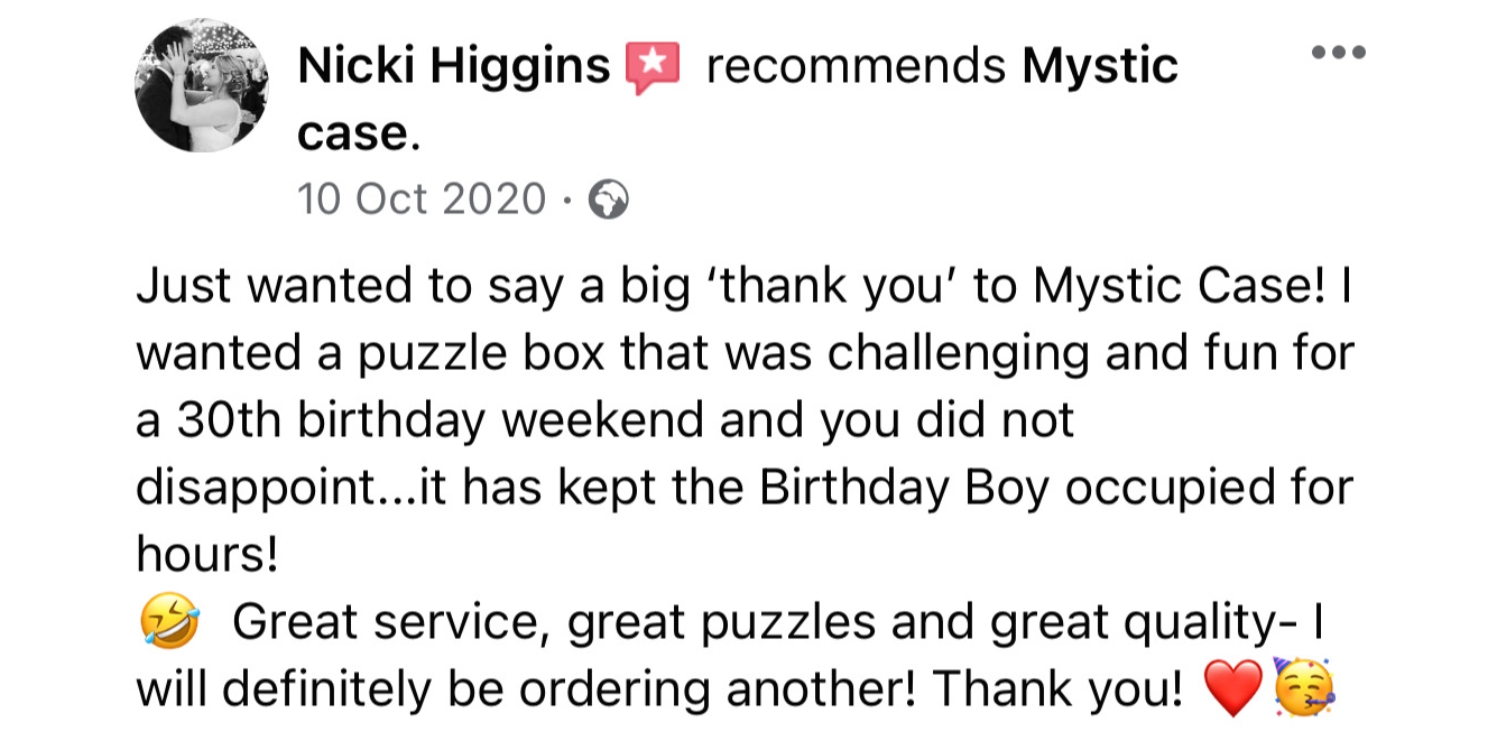 Nicki Higgins recommends Mystic
case.
10 Oct 2020 ·
Just wanted to say a big ‘thank you’ to Mystic Case! I
wanted a puzzle box that was challenging and fun for
a 30th birthday weekend and you did not
disappoint...it has kept the Birthday Boy occupied for
hours!
🤣 Great service, great puzzles and great quality- I
will definitely be ordering another! Thank you! ❤️🥳